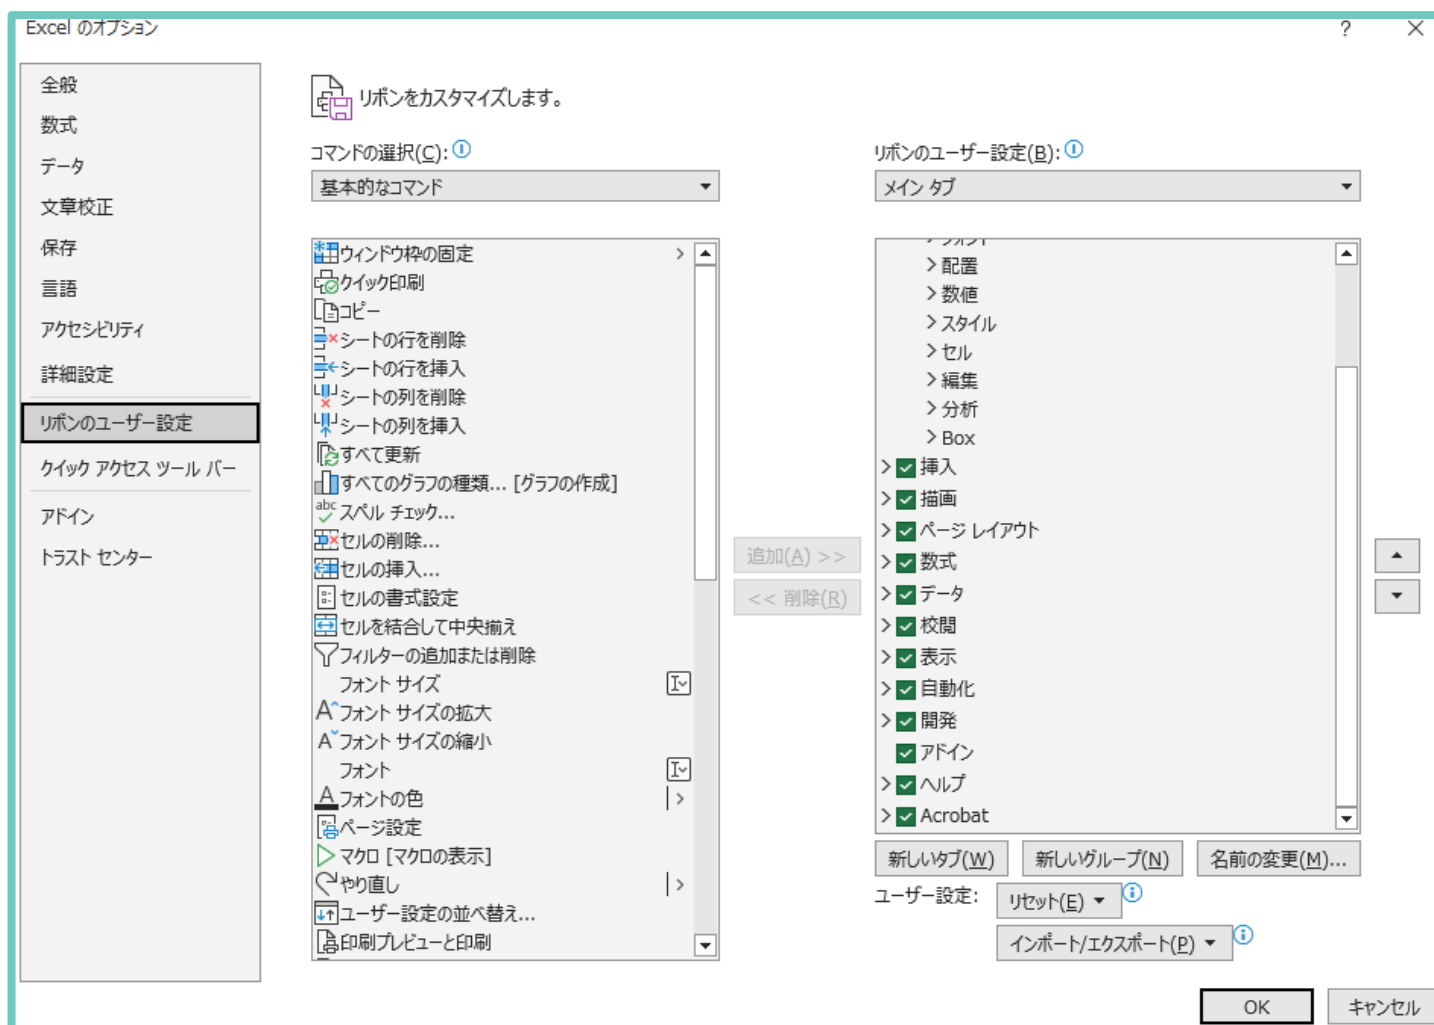 Excel のオプション
?
全般
数式
データ
文章校正
保存
言語
アクセシビリティ
詳細設定
リボンのユーザー設定
クイック アクセス ツール バー
アドイン
トラスト センター
リボンをカスタマイズします。
コマンドの選択(C):
基本的なコマンド
ウィンドウ枠の固定
クイック印刷
コピー
シートの行を削除
シートの行を挿入
シートの列を削除
シートの列を挿入
すべて更新
すべてのグラフの種類... [グラフの作成]
abc
スペル チェック...
セルの削除...
セルの挿入...
セルの書式設定
セルを結合して中央揃え
フィルターの追加または削除
フォント サイズ
フォント サイズの拡大
フォント サイズの縮小
フォント
フォントの色
ページ設定
マクロ [マクロの表示]
やり直し
ユーザー設定の並べ替え...
印刷プレビューと印刷
追加(A) >>
<< 削除(R)
リボンのユーザー設定(B):
メイン タブ
フォント
配置
数値
スタイル
セル
編集
分析
Box
挿入
描画
ページ レイアウト
数式
データ
校閲
表示
自動化
開発
アドイン
ヘルプ
Acrobat
新しいタブ(W)
新しいグループ(N)
名前の変更(M)...
ユーザー設定:
リセット(E)
インポート/エクスポート(P)
OK
キャンセル